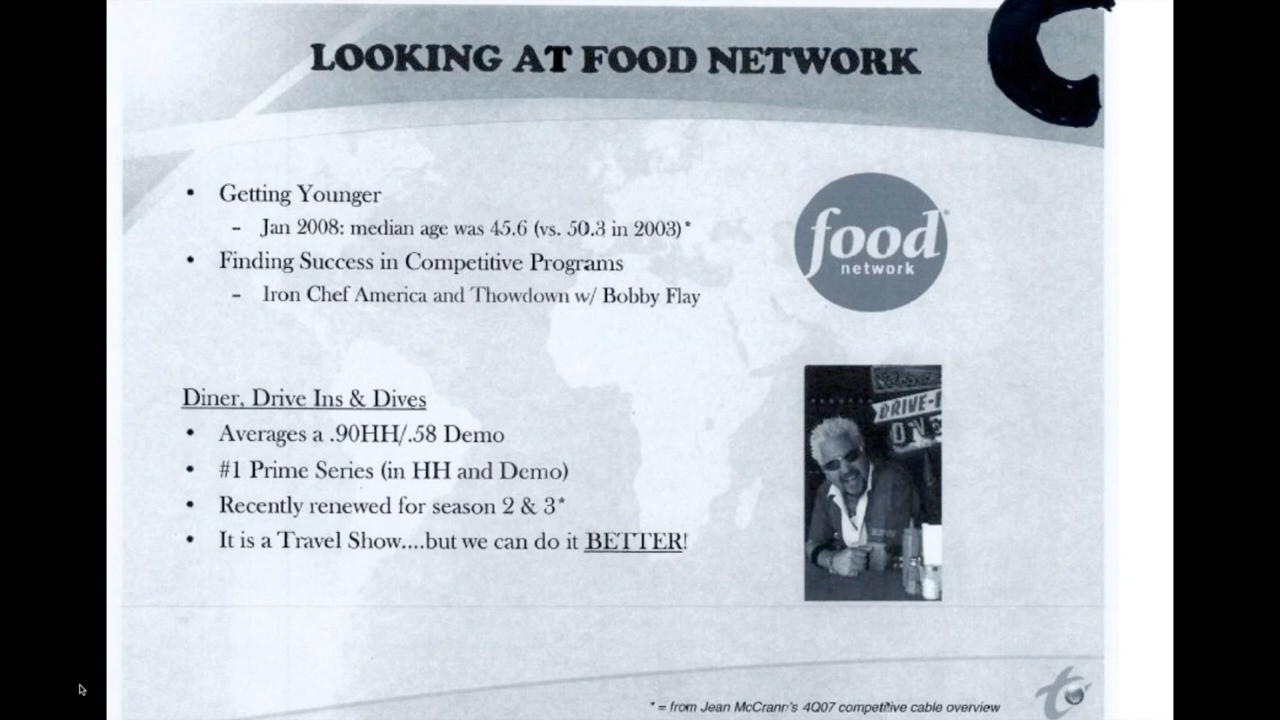 C
LOOKING AT FOOD NETWORK
• Getting Younger
– Jan 2008: median age was 45.6 (vs. 50.3 in 2003)*
• Finding Success in Competitive Programs
– Iron Chef America and Thowdown w/ Bobby Flay
food
network
Diner, Drive Ins & Dives
• Averages a .90HH/.58 Demo
• #1 Prime Series (in HH and Demo)
• Recently renewed for season 2 & 3*
• It is a Travel Show....but we can do it BETTER!
DRIVE-
* = from Jean McCrann's 4Q07 competitive cable overview